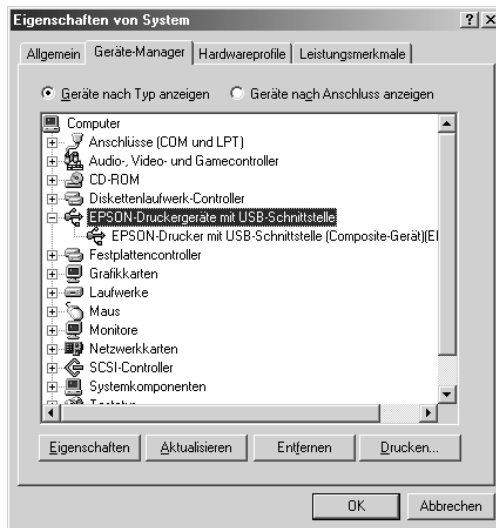 Eigenschaften von System
Allgemein Geräte-Manager Hardwareprofile Leistungsmerkmale
Geräte nach Typ anzeigen Geräte nach Anschluss anzeigen
Computer
Anschlüsse (COM und LPT)
Audio-, Video- und Gamecontroller
CD-ROM
Diskettenlaufwerk-Controller
EPSON-Druckergeräte mit USB-Schnittstelle
EPSON-Drucker mit USB-Schnittstelle (Composite-Gerät)(EI
Festplattencontroller
Grafikkarten
Laufwerke
Maus
Monitore
Netzwerkkarten
SCSI-Controller
Systemkomponenten
Eigenschaften Aktualisieren Entfernen Drucken...
OK Abbrechen